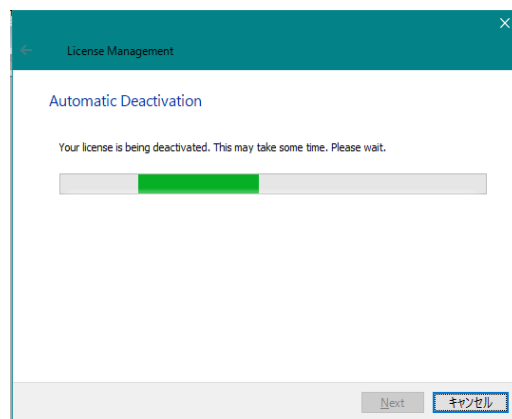 License Management
Automatic Deactivation
Your license is being deactivated. This may take some time. Please wait.
Next
キャンセル